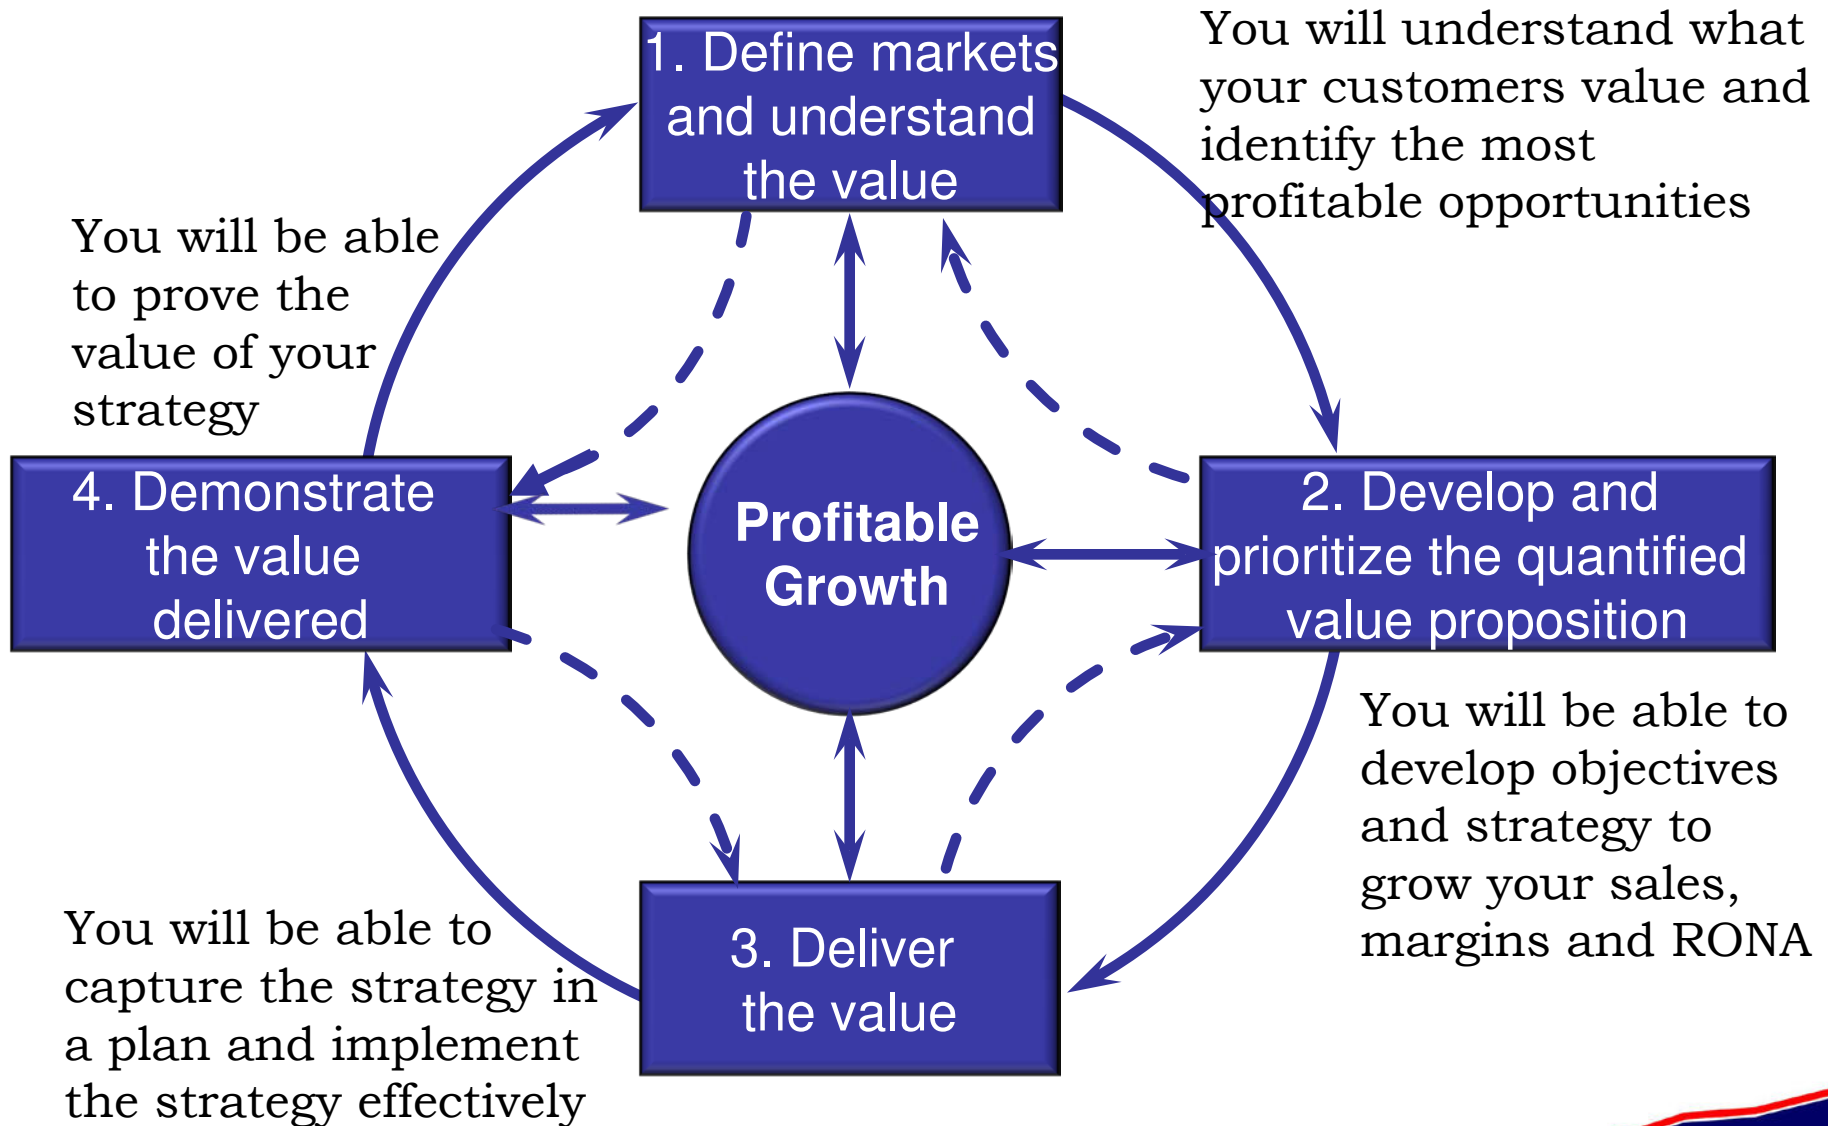 1. Define markets
and understand
the value
You will understand what
your customers value and
identify the most
profitable opportunities
You will be able
to prove the
value of your
strategy
4. Demonstrate
the value
delivered
Profitable
Growth
2. Develop and
prioritize the quantified
value proposition
You will be able to
develop objectives
and strategy to
grow your sales,
margins and RONA
3. Deliver
the value
You will be able to
capture the strategy in
a plan and implement
the strategy effectively